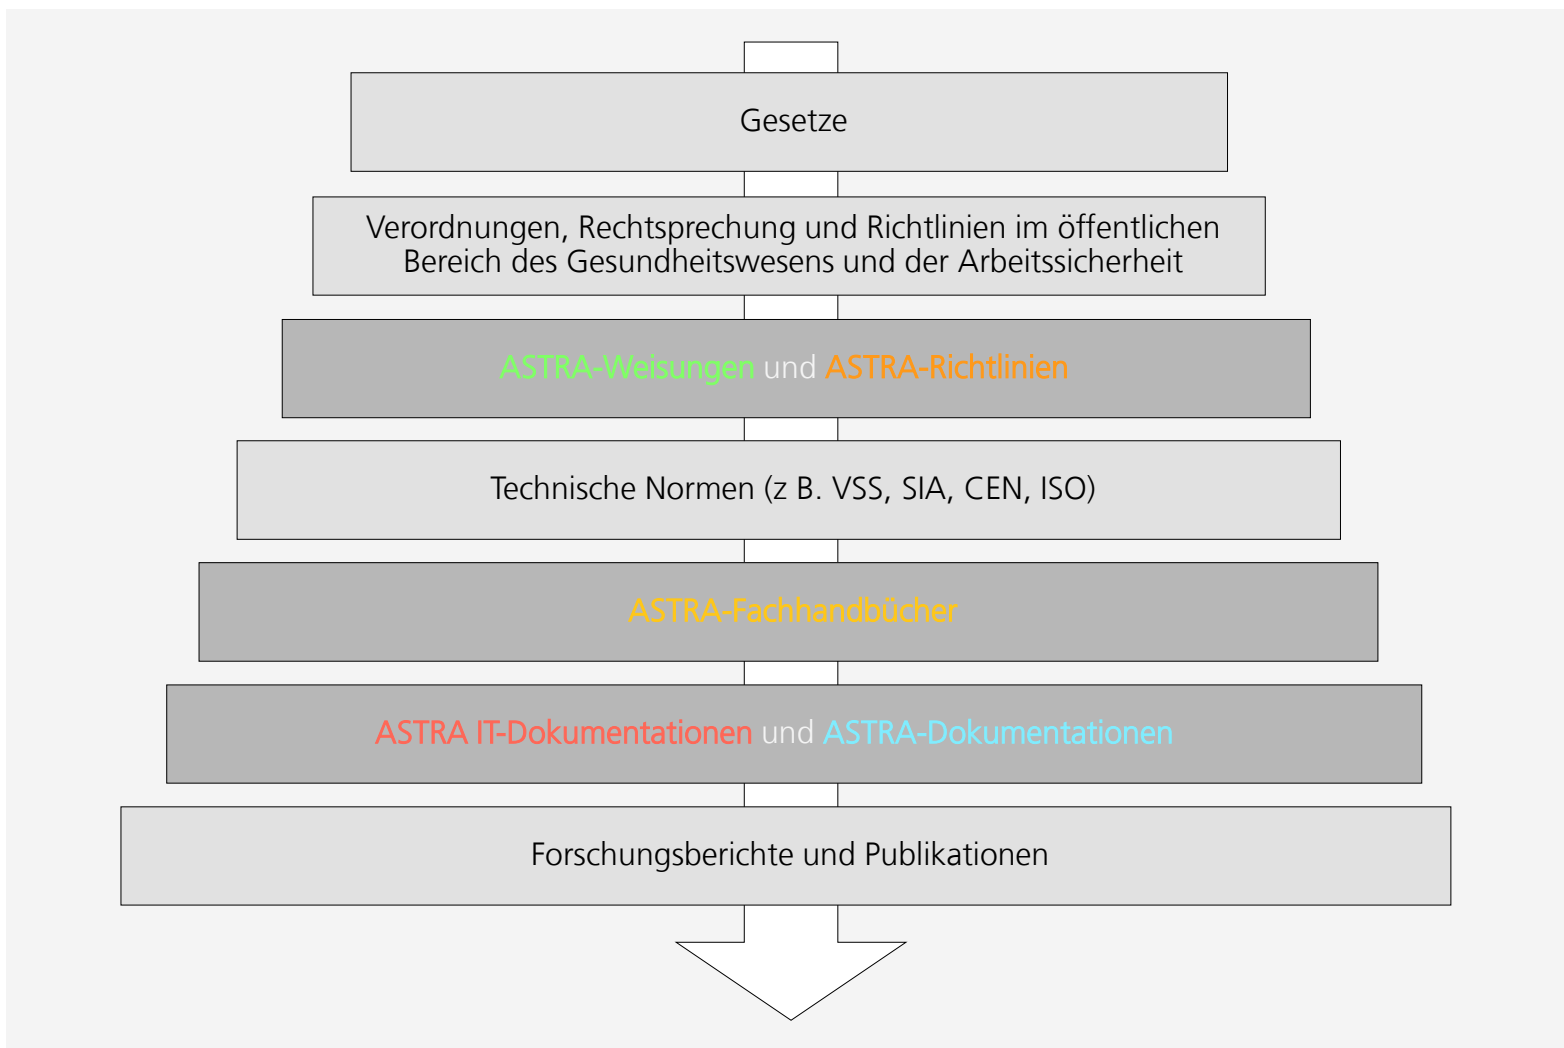 Gesetze
Verordnungen, Rechtsprechung und Richtlinien im öffentlichen
Bereich des Gesundheitswesens und der Arbeitssicherheit
ASTRA-Weisungen und ASTRA-Richtlinien
Technische Normen (z B. VSS, SIA, CEN, ISO)
ASTRA-Fachhandbücher
ASTRA IT-Dokumentationen und ASTRA-Dokumentationen
Forschungsberichte und Publikationen